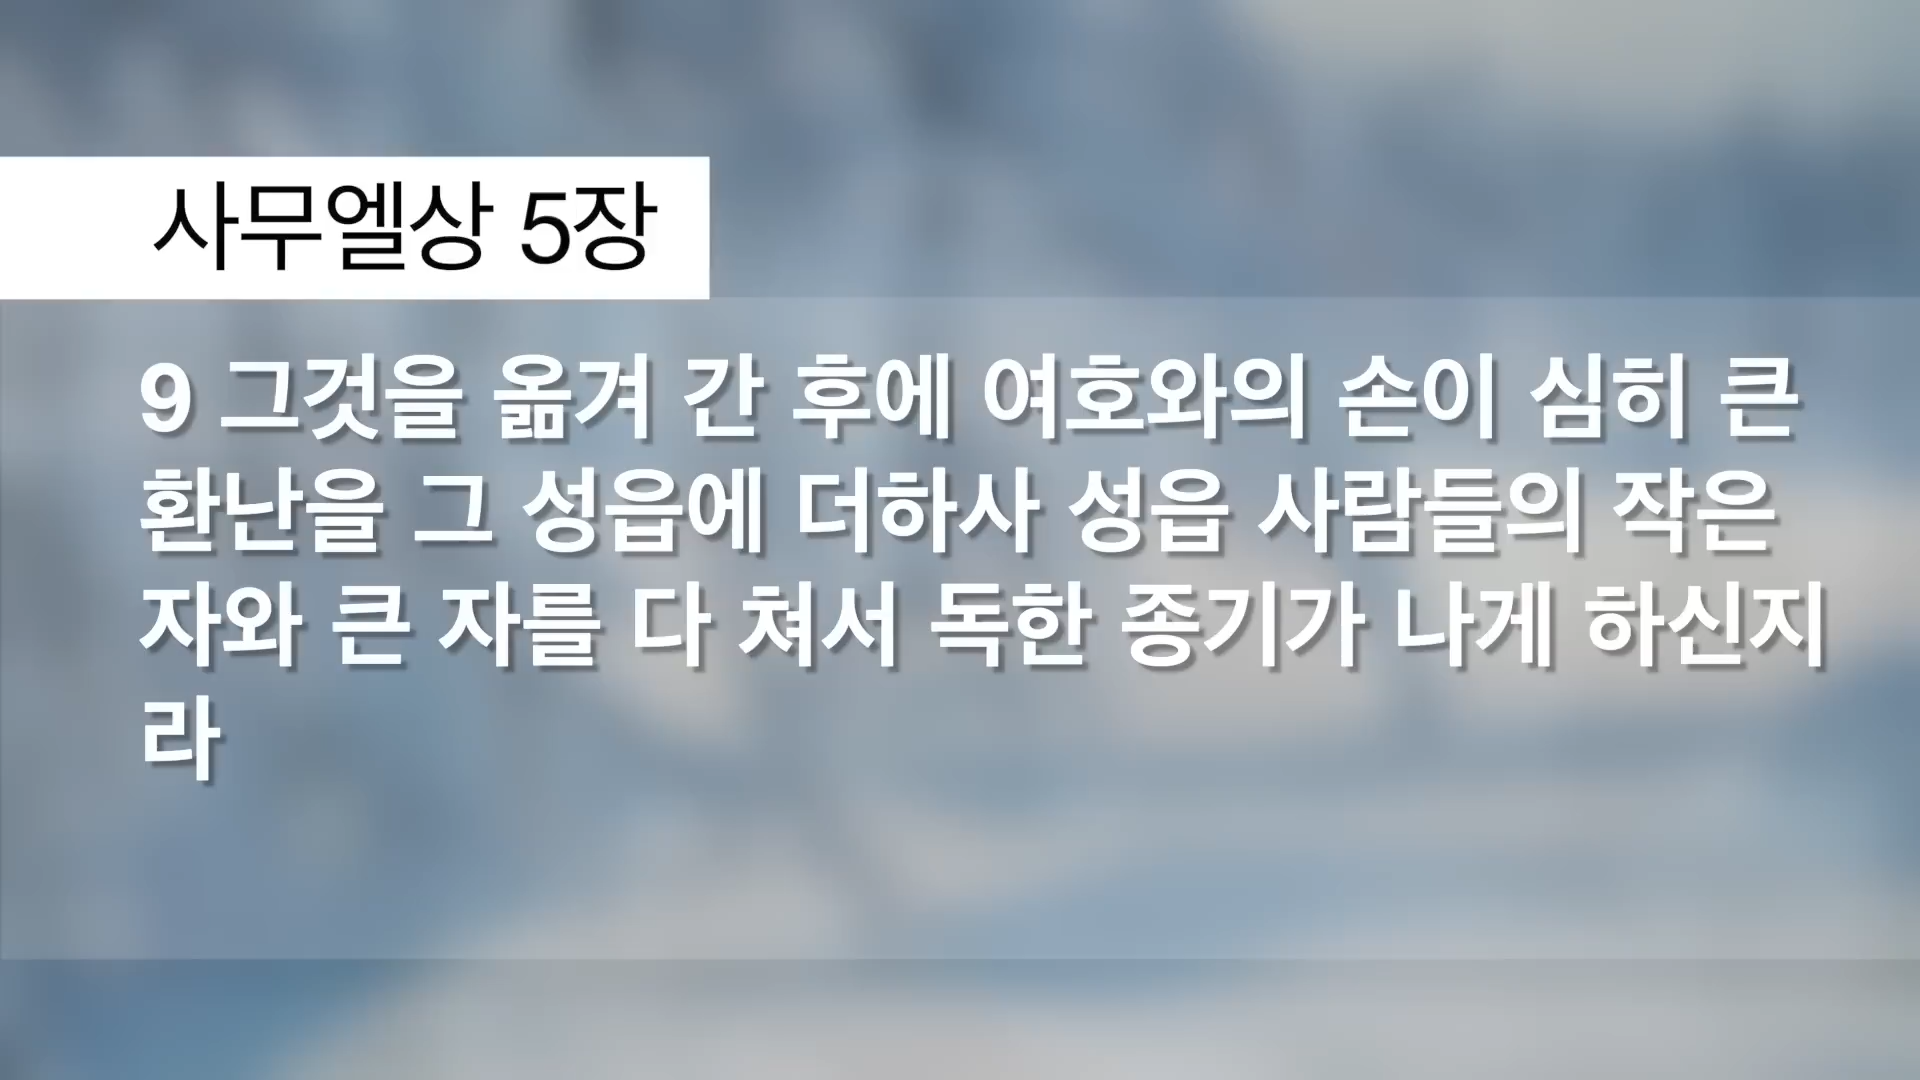 사무엘상 5장
9 그것을 옮겨 간 후에 여호와의 손이 심히 큰
환난을 그 성읍에 더하사 성읍 사람들의 작은
자와 큰 자를 다 쳐서 독한 종기가 나게 하신지
라